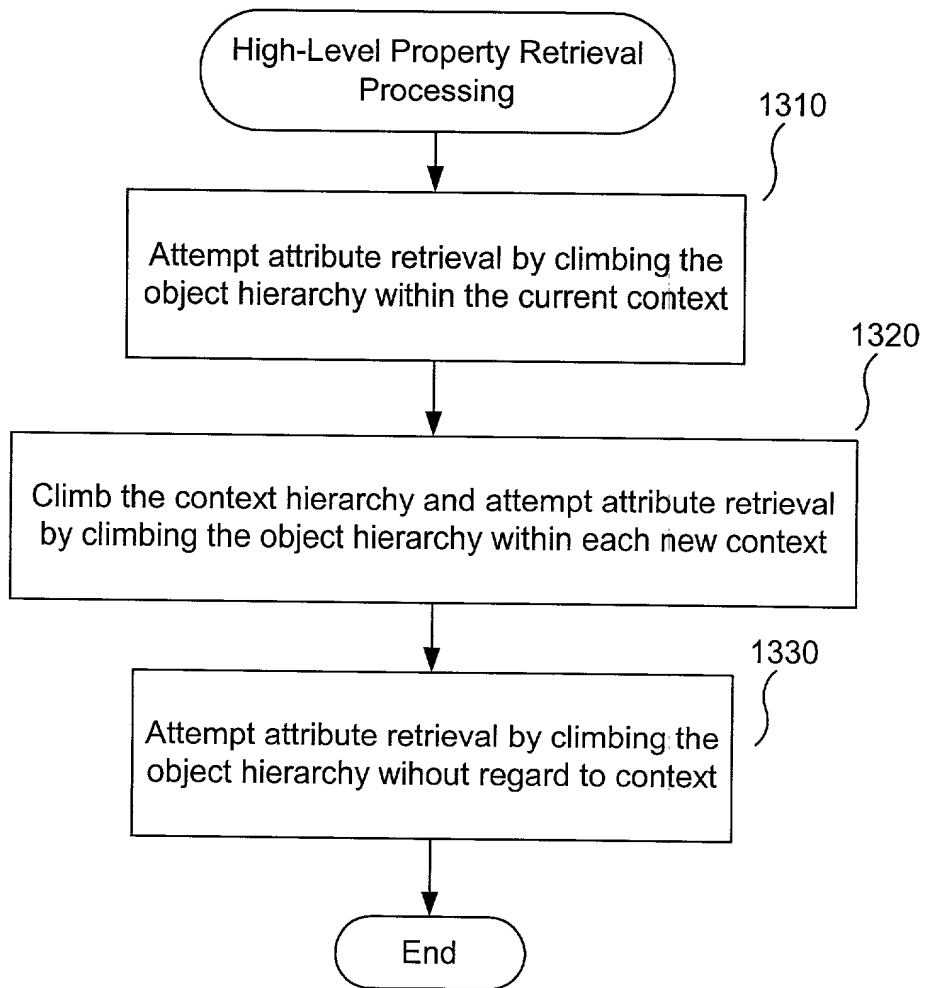 High-Level Property Retrieval
Processing
1310
Attempt attribute retrieval by climbing the
object hierarchy within the current context
1320
Climb the context hierarchy and attempt attribute retrieval
by climbing the object hierarchy within each new context
1330
Attempt attribute retrieval by climbing the
object hierarchy wihout regard to context
End